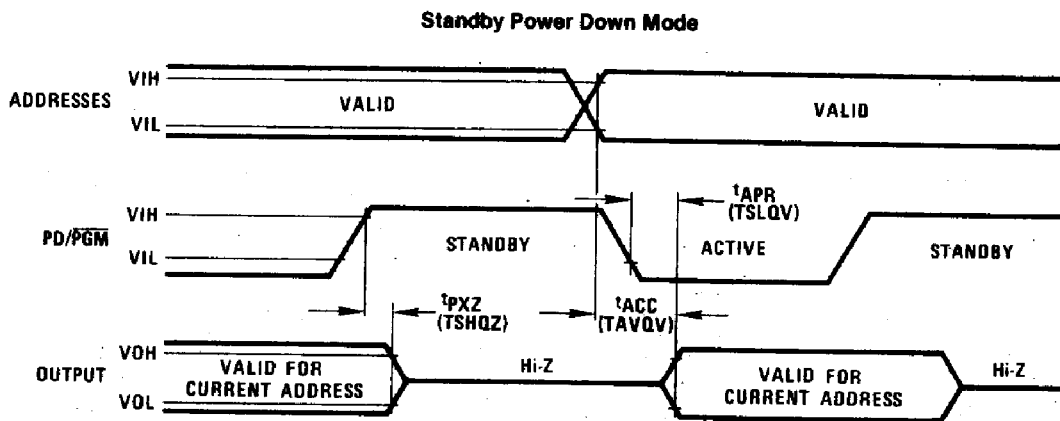 Standby Power Down Mode
VIH
ADDRESSES
VALID
VALID
VIL
tAPR
(TSLQV)
VIH
PD/P̅G̅M̅
STANDBY
ACTIVE
STANDBY
VIL
tPXZ
(TSHQZ)
tACC
(TAVQV)
VOH
OUTPUT
VALID FOR
CURRENT ADDRESS
Hi-Z
VALID FOR
CURRENT ADDRESS
Hi-Z
VOL